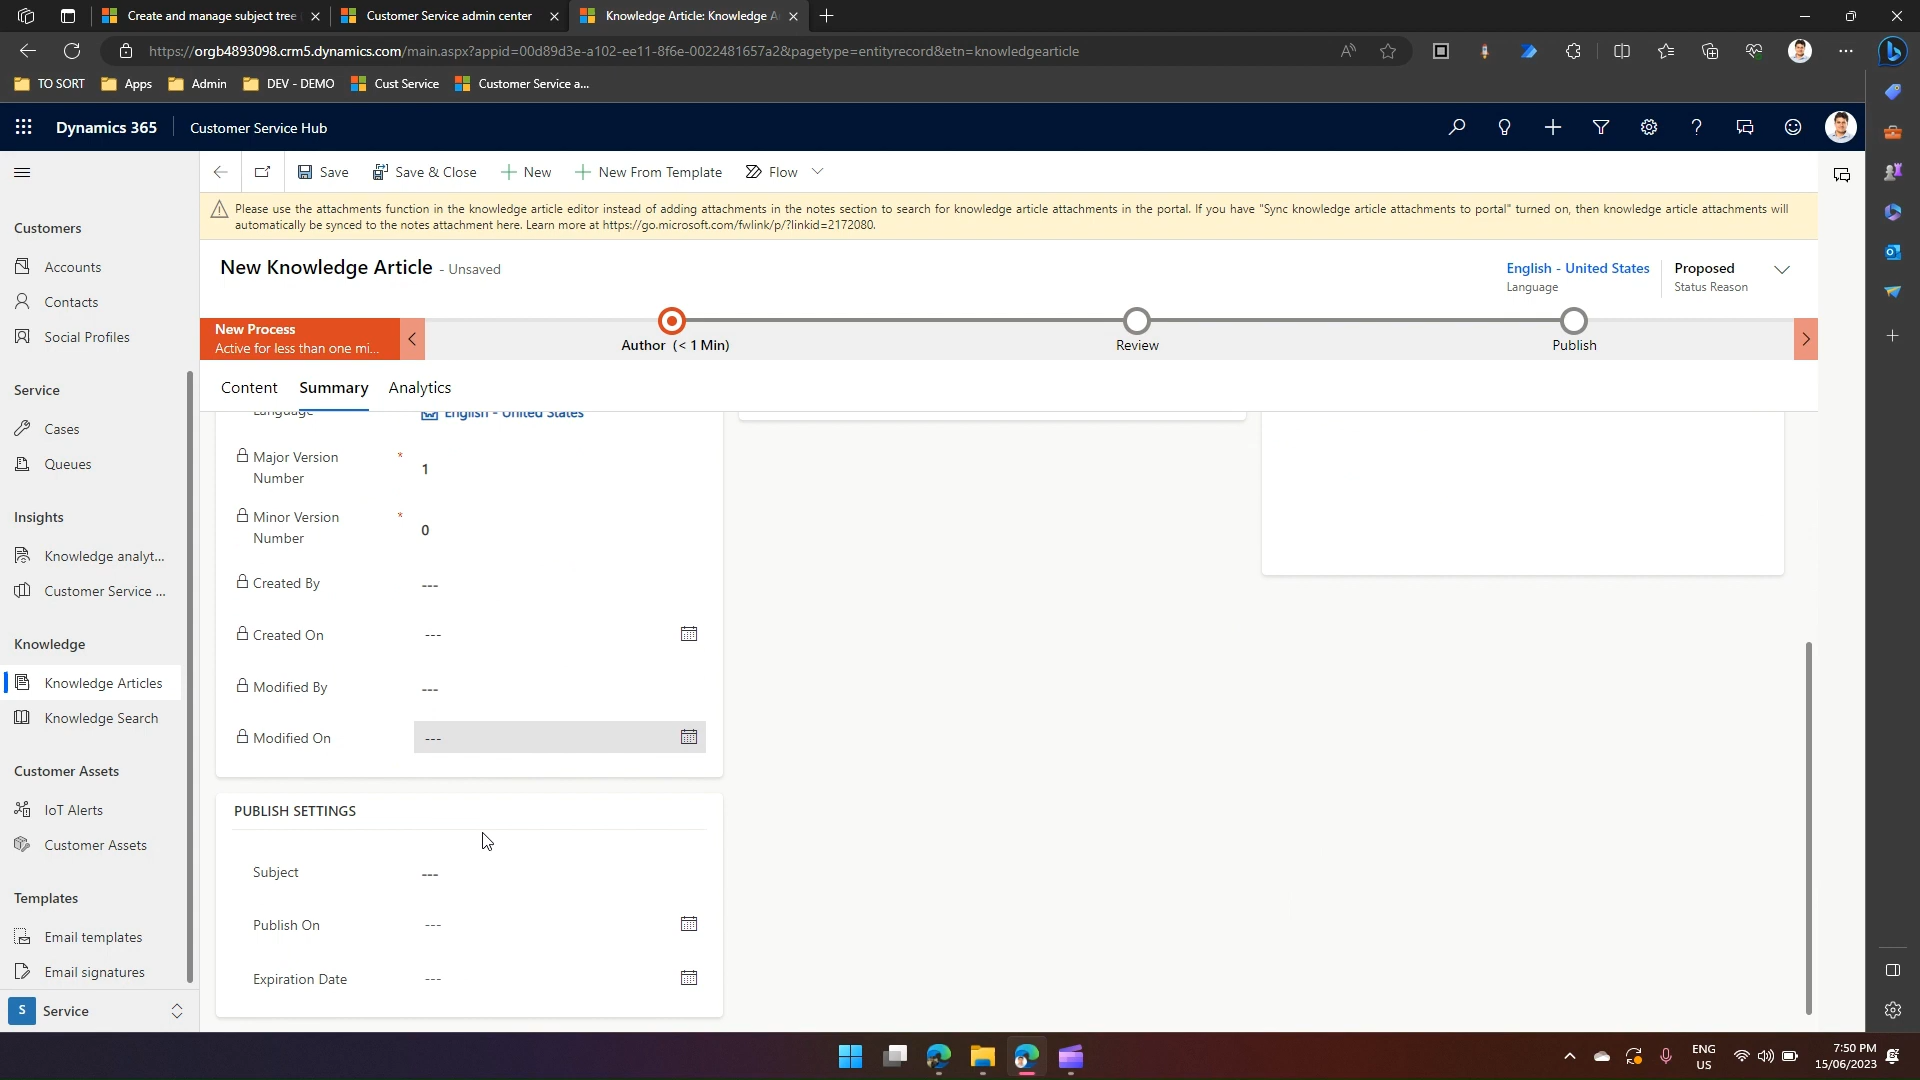 Create and manage subject tree
Customer Service admin center
Knowledge Article: Knowledge A
https://orgb4893098.crm5.dynamics.com/main.aspx?appid=00d89d3e-a102-ee11-8f6e-0022481657a2&pagetype=entityrecord&etn=knowledgearticle
TO SORT
Apps
Admin
DEV - DEMO
Cust Service
Customer Service a...
Dynamics 365
Customer Service Hub
Save
Save & Close
New
New From Template
Flow
Please use the attachments function in the knowledge article editor instead of adding attachments in the notes section to search for knowledge article attachments in the portal. If you have "Sync knowledge article attachments to portal" turned on, then knowledge article attachments will
automatically be synced to the notes attachment here. Learn more at https://go.microsoft.com/fwlink/p/?linkid=2172080.
New Knowledge Article - Unsaved
English - United States
Language
Proposed
Status Reason
New Process
Active for less than one mi...
Author (< 1 Min)
Review
Publish
Content
Summary
Analytics
Language
English - United States
Major Version
Number
*
1
Minor Version
Number
*
0
Created By
---
Created On
---
Modified By
---
Modified On
---
PUBLISH SETTINGS
Subject
---
Publish On
---
Expiration Date
---
Customers
Accounts
Contacts
Social Profiles
Service
Cases
Queues
Insights
Knowledge analyt...
Customer Service ...
Knowledge
Knowledge Articles
Knowledge Search
Customer Assets
IoT Alerts
Customer Assets
Templates
Email templates
Email signatures
S
Service
ENG
US
7:50 PM
15/06/2023